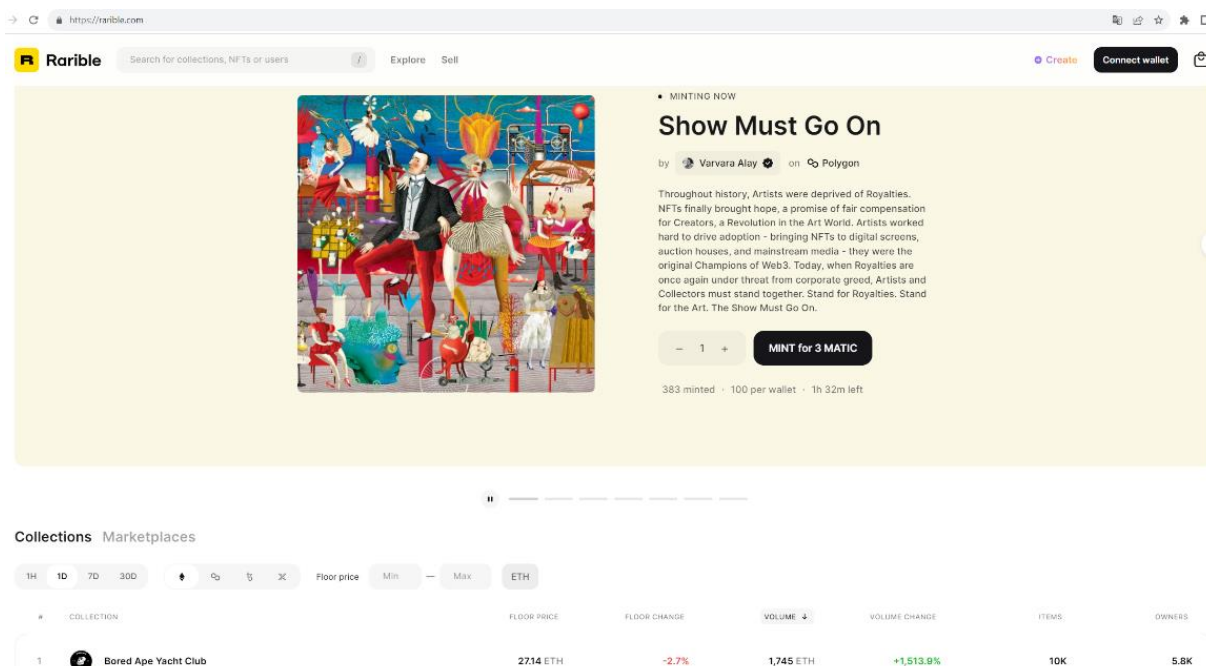 https://rarible.com
Rarible Search for collections, NFTs or users / Explore Sell Create Connect wallet
MINTING NOW
Show Must Go On
by Varvara Alay on Polygon
Throughout history, Artists were deprived of Royalties.
NFTs finally brought hope, a promise of fair compensation
for Creators, a Revolution in the Art World. Artists worked
hard to drive adoption - bringing NFTs to digital screens,
auction houses, and mainstream media - they were the
original Champions of Web3. Today, when Royalties are
once again under threat from corporate greed, Artists and
Collectors must stand together. Stand for Royalties. Stand
for the Art. The Show Must Go On.
− 1 + MINT for 3 MATIC
383 minted · 100 per wallet · 1h 32m left
Collections Marketplaces
1H 1D 7D 30D Floor price Min — Max ETH
# COLLECTION FLOOR PRICE FLOOR CHANGE VOLUME ↓ VOLUME CHANGE ITEMS OWNERS
1 Bored Ape Yacht Club 27.14 ETH -2.7% 1,745 ETH +1,513.9% 10K 5.8K